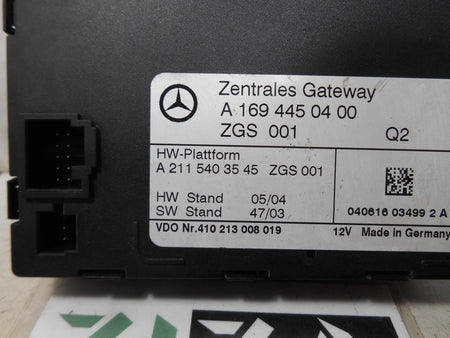 Zentrales Gateway
A 169 445 04 00
ZGS 001 Q2
HW-Plattform
A 211 540 35 45 ZGS 001
HW Stand 05/04
SW Stand 47/03
040616 03499 2 A
VDO Nr.410 213 008 019 12V Made in Germany